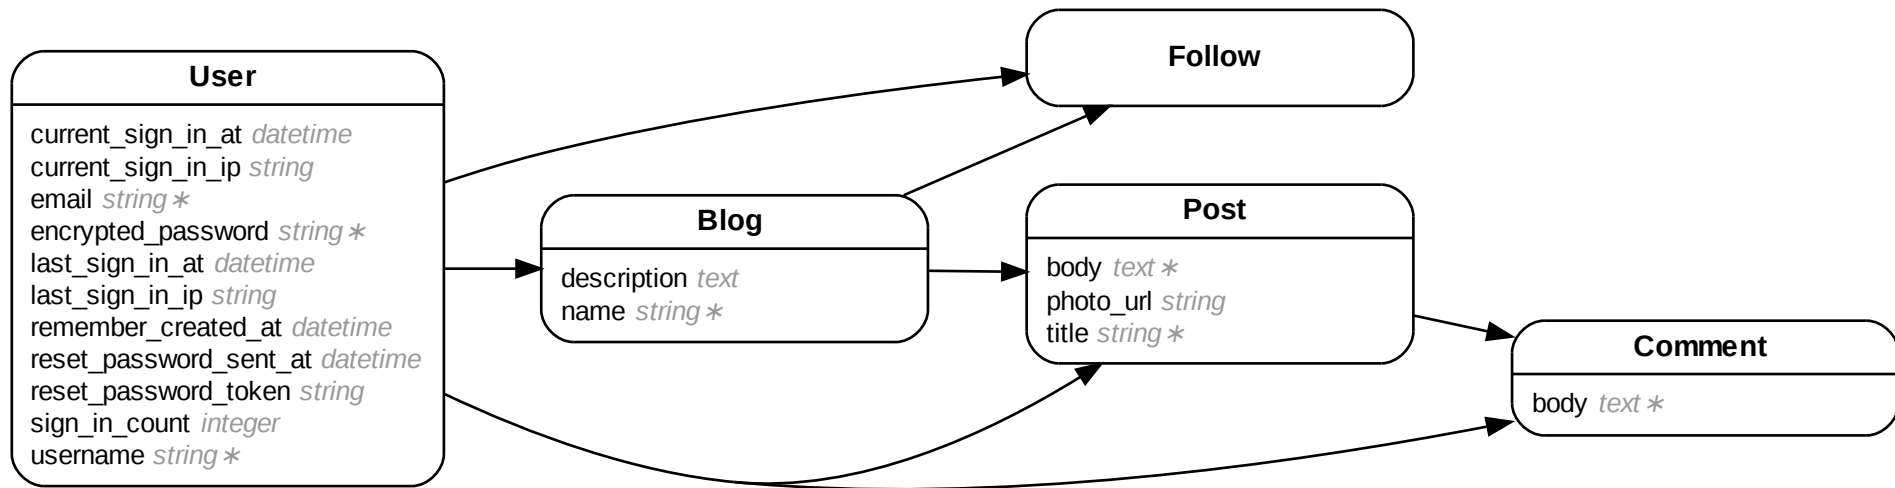 User
current_sign_in_at datetime
current_sign_in_ip string
email string ∗
encrypted_password string ∗
last_sign_in_at datetime
last_sign_in_ip string
remember_created_at datetime
reset_password_sent_at datetime
reset_password_token string
sign_in_count integer
username string ∗
Blog
description text
name string ∗
Follow
Post
body text ∗
photo_url string
title string ∗
Comment
body text ∗